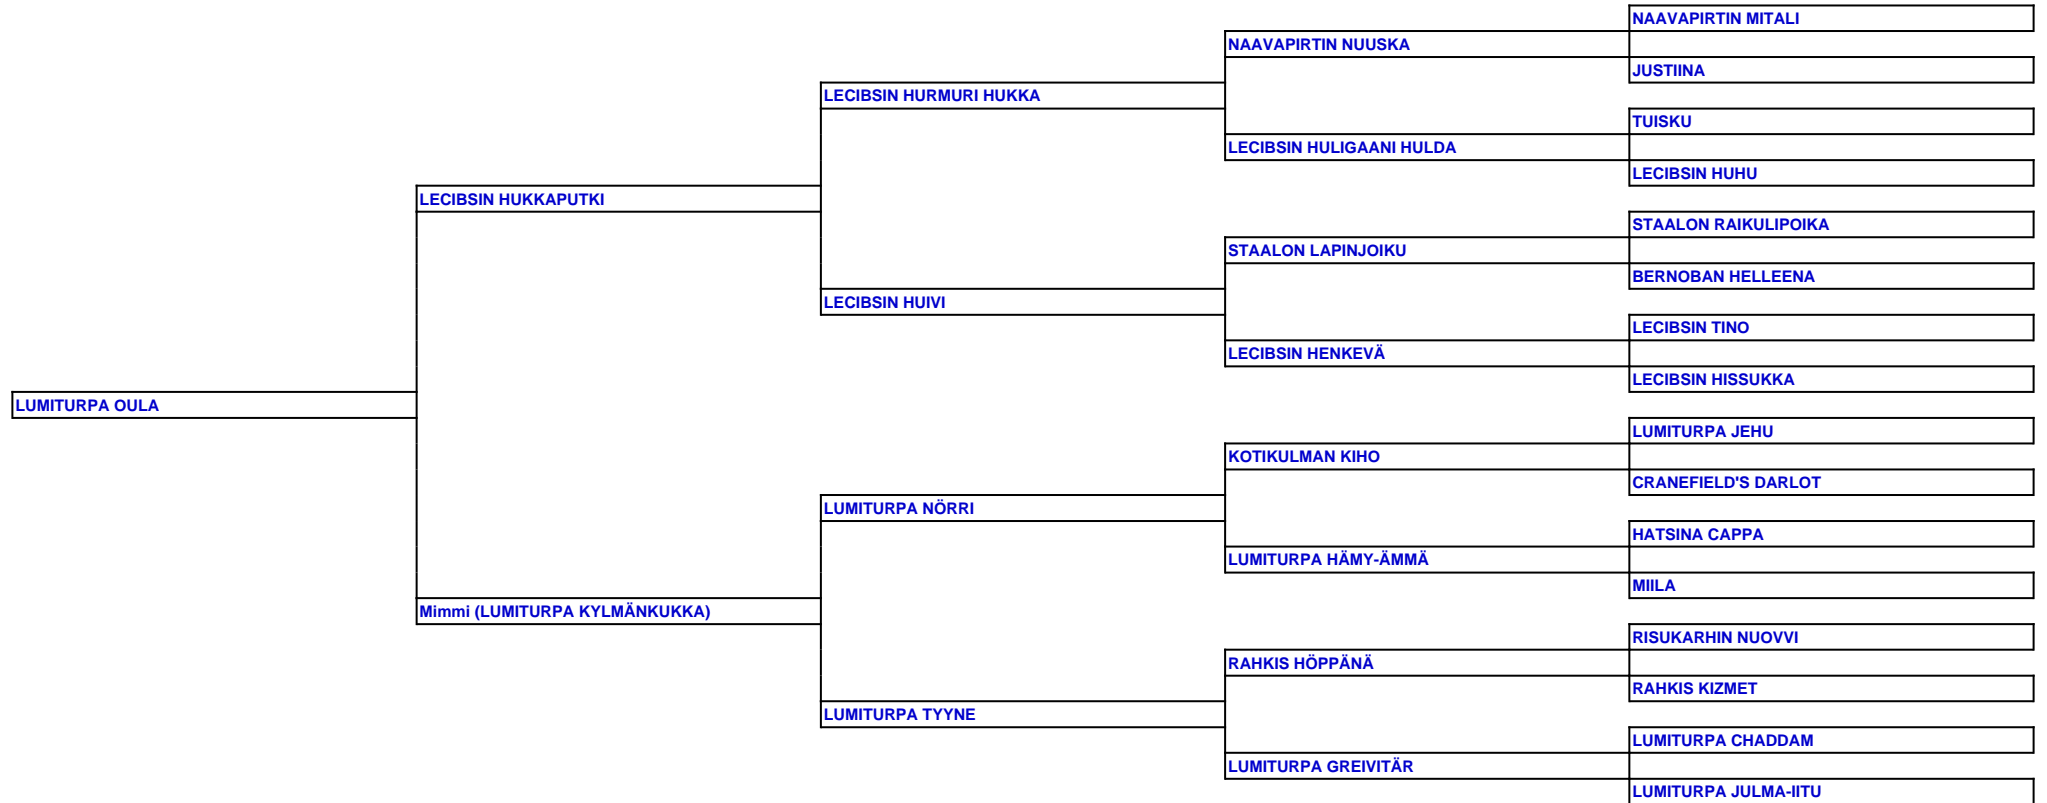 NAAVAPIRTIN MITALI
NAAVAPIRTIN NUUSKA
JUSTIINA
LECIBSIN HURMURI HUKKA
TUISKU
LECIBSIN HULIGAANI HULDA
LECIBSIN HUHU
LECIBSIN HUKKAPUTKI
STAALON RAIKULIPOIKA
STAALON LAPINJOIKU
BERNOBAN HELLEENA
LECIBSIN HUIVI
LECIBSIN TINO
LECIBSIN HENKEVÄ
LECIBSIN HISSUKKA
LUMITURPA OULA
LUMITURPA JEHU
KOTIKULMAN KIHO
CRANEFIELD'S DARLOT
LUMITURPA NÖRRI
HATSINA CAPPA
LUMITURPA HÄMY-ÄMMÄ
MIILA
Mimmi (LUMITURPA KYLMÄNKUKKA)
RISUKARHIN NUOVVI
RAHKIS HÖPPÄNÄ
RAHKIS KIZMET
LUMITURPA TYYNE
LUMITURPA CHADDAM
LUMITURPA GREIVITÄR
LUMITURPA JULMA-IITU